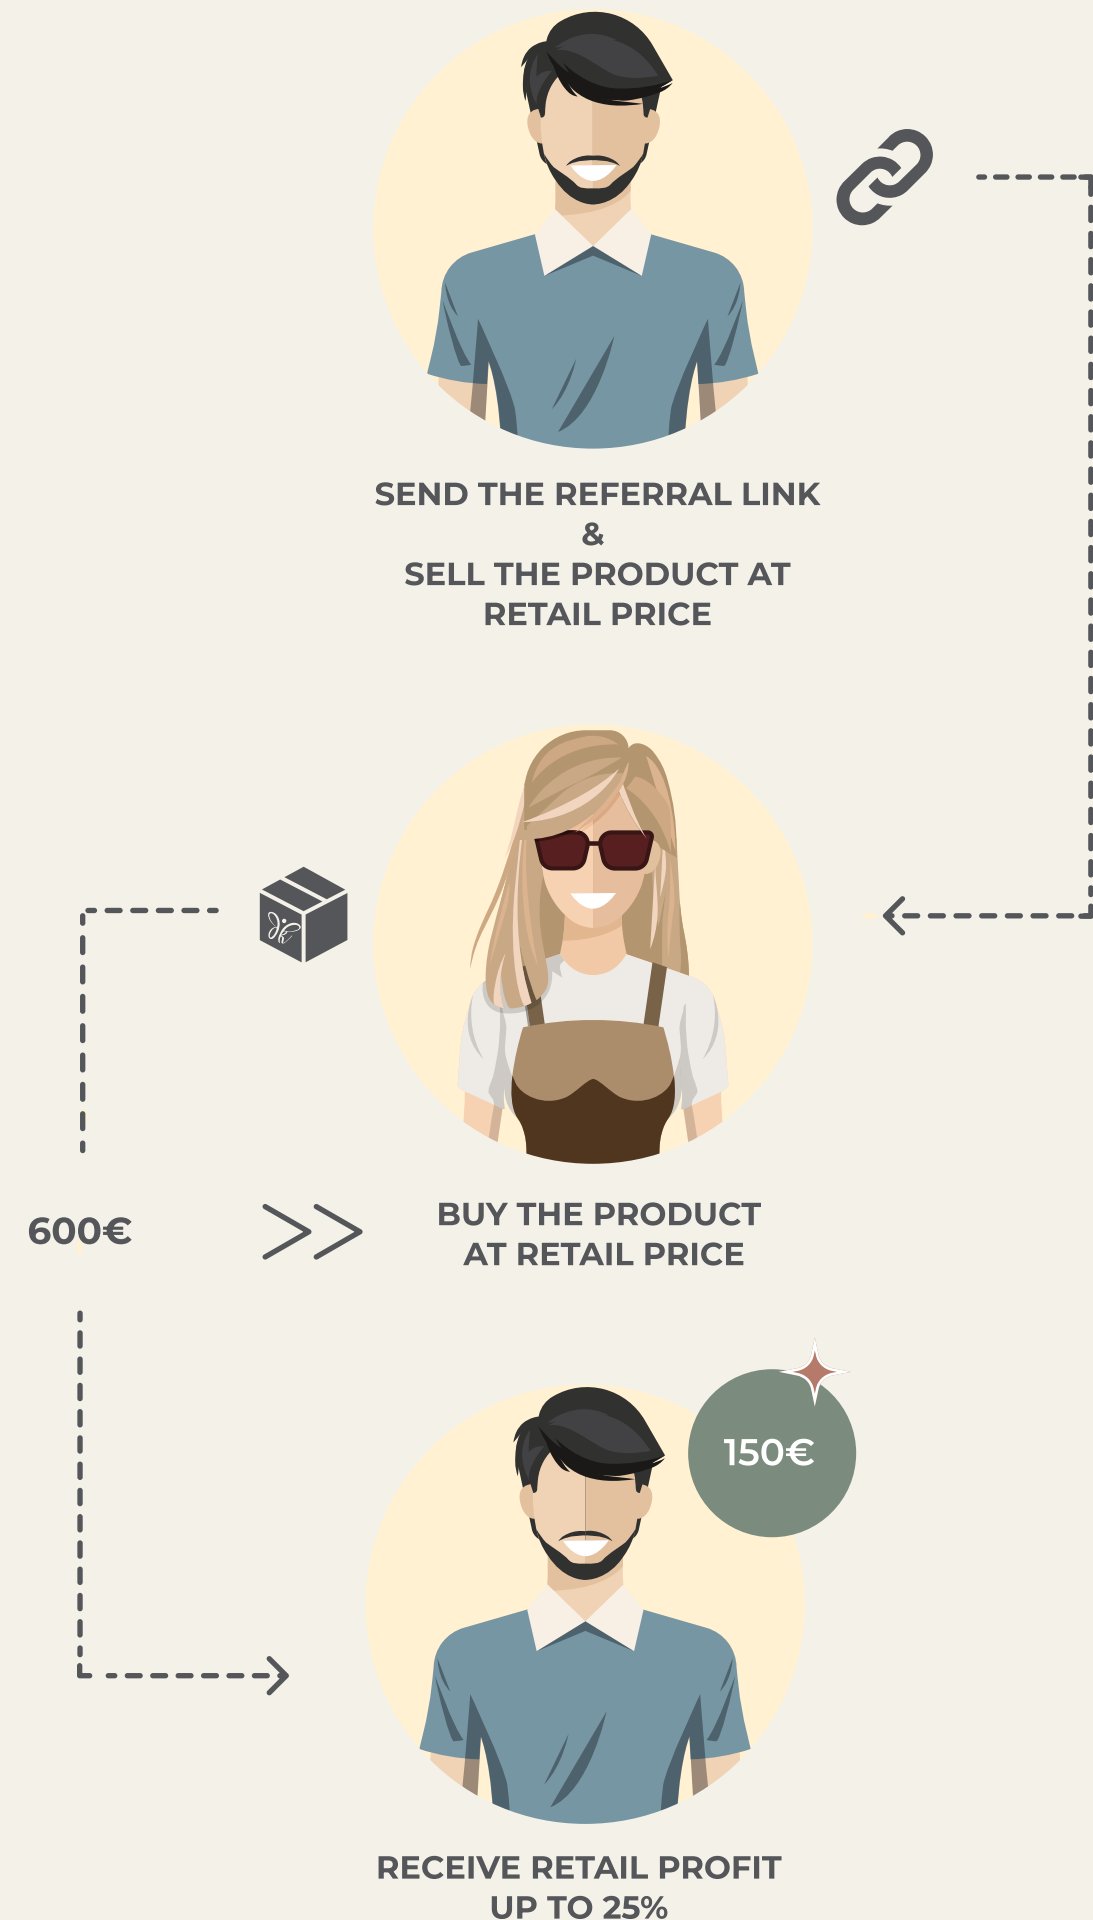 SEND THE REFERRAL LINK
&
SELL THE PRODUCT AT
RETAIL PRICE
600€
BUY THE PRODUCT
AT RETAIL PRICE
150€
RECEIVE RETAIL PROFIT
UP TO 25%